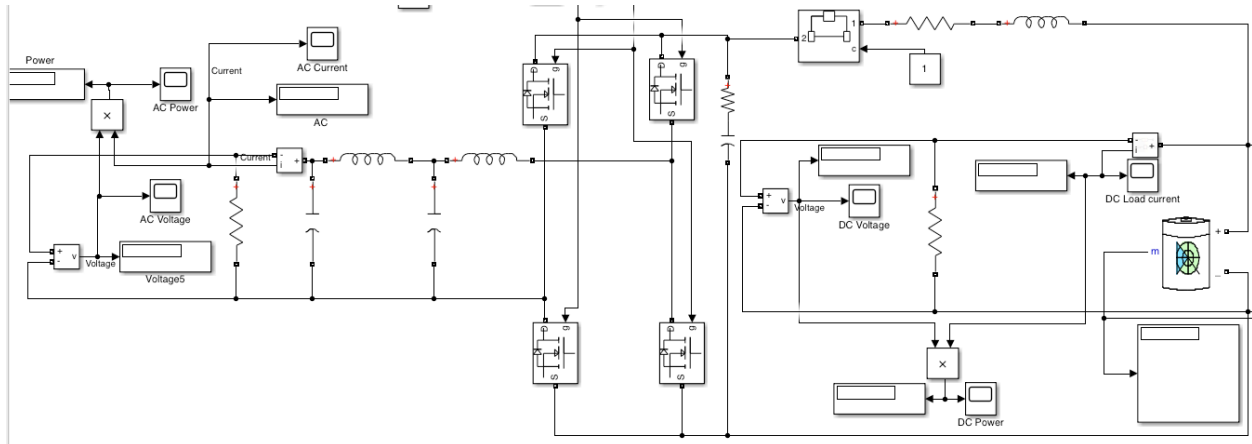 Power
AC Power
×
Current
AC Current
AC
Current
-
i
+
AC Voltage
+
-
v
Voltage
Voltage5
g
S
g
S
g
S
g
S
2
1
c
1
+
-
v
Voltage
DC Voltage
-
i
+
DC Load current
m
+
_
×
DC Power